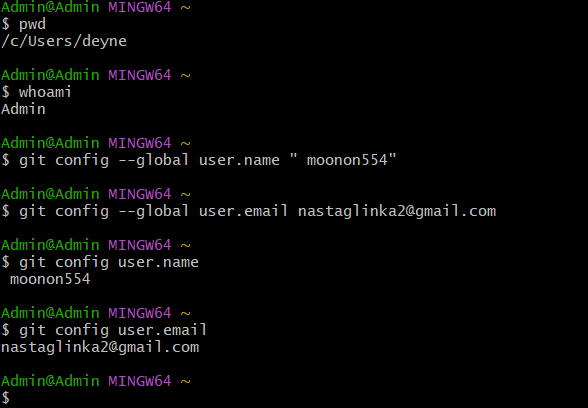 Admin@Admin MINGW64 ~
$ pwd
/c/Users/deyne
Admin@Admin MINGW64 ~
$ whoami
Admin
Admin@Admin MINGW64 ~
$ git config --global user.name " moonon554"
Admin@Admin MINGW64 ~
$ git config --global user.email nastaglinka2@gmail.com
Admin@Admin MINGW64 ~
$ git config user.name
 moonon554
Admin@Admin MINGW64 ~
$ git config user.email
nastaglinka2@gmail.com
Admin@Admin MINGW64 ~
$